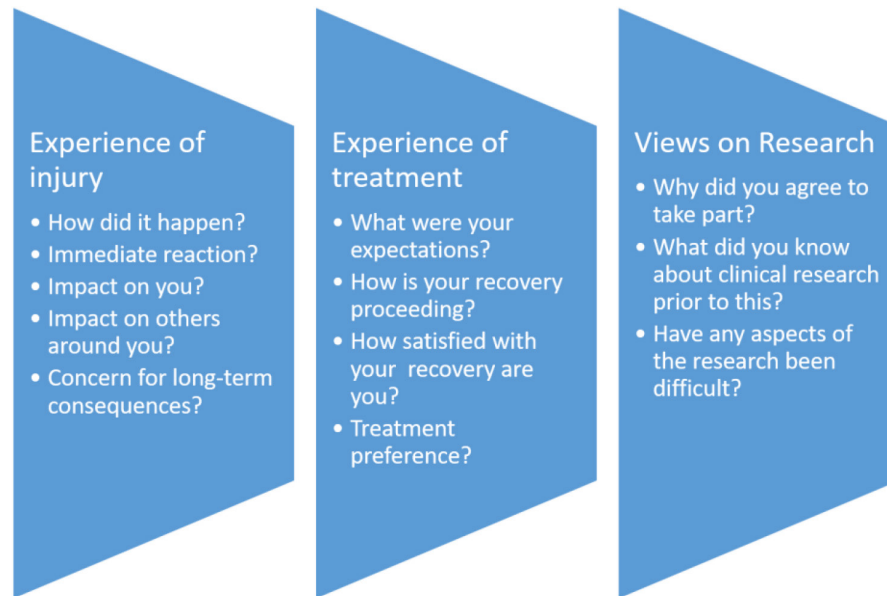 Experience of
injury
• How did it happen?
• Immediate reaction?
• Impact on you?
• Impact on others
around you?
• Concern for long-term
consequences?
Experience of
treatment
• What were your
expectations?
• How is your recovery
proceeding?
• How satisfied with
your  recovery are
you?
• Treatment
preference?
Views on Research
• Why did you agree to
take part?
• What did you know
about clinical research
prior to this?
• Have any aspects of
the research been
difficult?